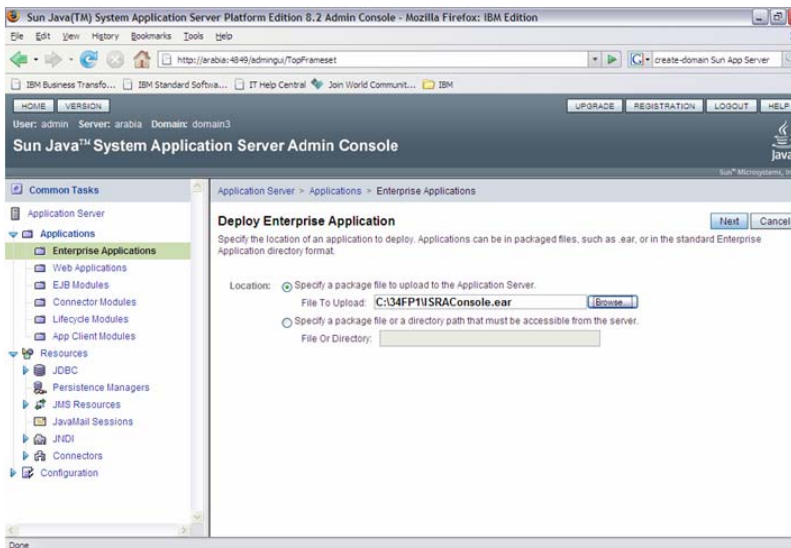 Sun Java(TM) System Application Server Platform Edition 8.2 Admin Console - Mozilla Firefox: IBM Edition
File Edit View History Bookmarks Tools Help
http://arabia:4849/admingui/TopFrameset
create-domain Sun App Server
IBM Business Transfo... IBM Standard Softwa... IT Help Central Join World Communit... IBM
HOME VERSION
UPGRADE REGISTRATION LOGOUT HELP
User: admin Server: arabia Domain: domain3
Sun Java™ System Application Server Admin Console
Java
Sun™ Microsystems, In
Common Tasks
Application Server
Applications
Enterprise Applications
Web Applications
EJB Modules
Connector Modules
Lifecycle Modules
App Client Modules
Resources
JDBC
Persistence Managers
JMS Resources
JavaMail Sessions
JNDI
Connectors
Configuration
Application Server > Applications > Enterprise Applications
Deploy Enterprise Application
Next Cancel
Specify the location of an application to deploy. Applications can be in packaged files, such as .ear, or in the standard Enterprise
Application directory format.
Location: Specify a package file to upload to the Application Server.
File To Upload: C:\34FP1\ISRAConsole.ear Browse...
Specify a package file or a directory path that must be accessible from the server.
File Or Directory:
Done